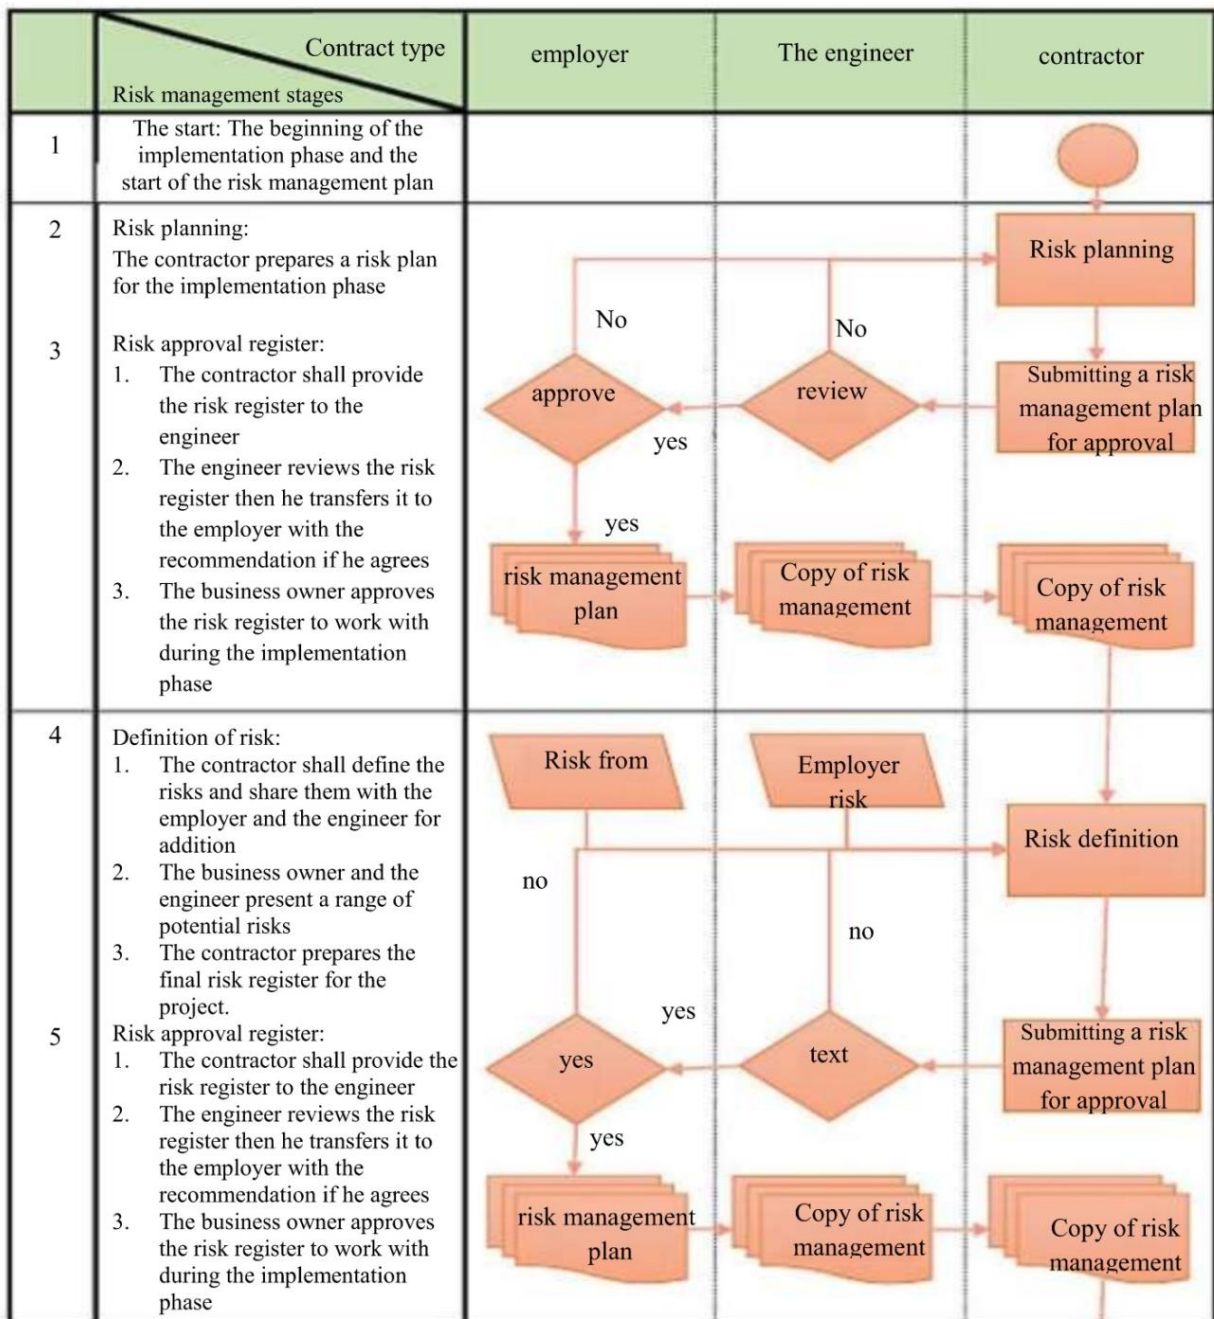 Contract type
Risk management stages
employer
The engineer
contractor
1
The start: The beginning of the
implementation phase and the
start of the risk management plan
2
Risk planning:
The contractor prepares a risk plan
for the implementation phase
Risk planning
No
No
3
Risk approval register:
1. The contractor shall provide
the risk register to the
engineer
2. The engineer reviews the risk
register then he transfers it to
the employer with the
recommendation if he agrees
3. The business owner approves
the risk register to work with
during the implementation
phase
approve
review
Submitting a risk
management plan
for approval
yes
yes
risk management
plan
Copy of risk
management
Copy of risk
management
4
Definition of risk:
1. The contractor shall define the
risks and share them with the
employer and the engineer for
addition
2. The business owner and the
engineer present a range of
potential risks
3. The contractor prepares the
final risk register for the
project.
Risk from
Employer
risk
Risk definition
no
no
5
Risk approval register:
1. The contractor shall provide the
risk register to the engineer
2. The engineer reviews the risk
register then he transfers it to
the employer with the
recommendation if he agrees
3. The business owner approves
the risk register to work with
during the implementation
phase
yes
yes
text
Submitting a risk
management plan
for approval
yes
risk management
plan
Copy of risk
management
Copy of risk
management